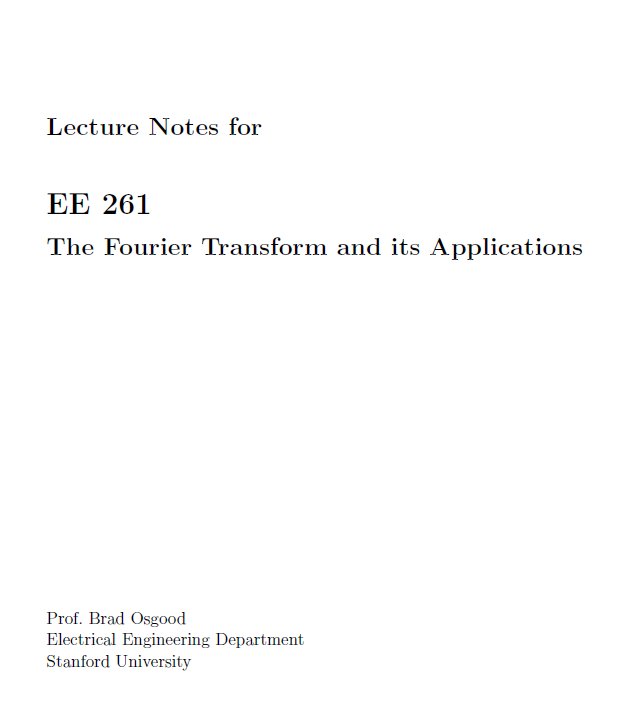 Lecture Notes for
EE 261
The Fourier Transform and its Applications
Prof. Brad Osgood
Electrical Engineering Department
Stanford University